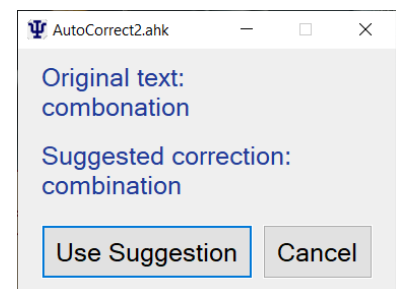 AutoCorrect2.ahk
Original text:
combonation
Suggested correction:
combination
Use Suggestion
Cancel